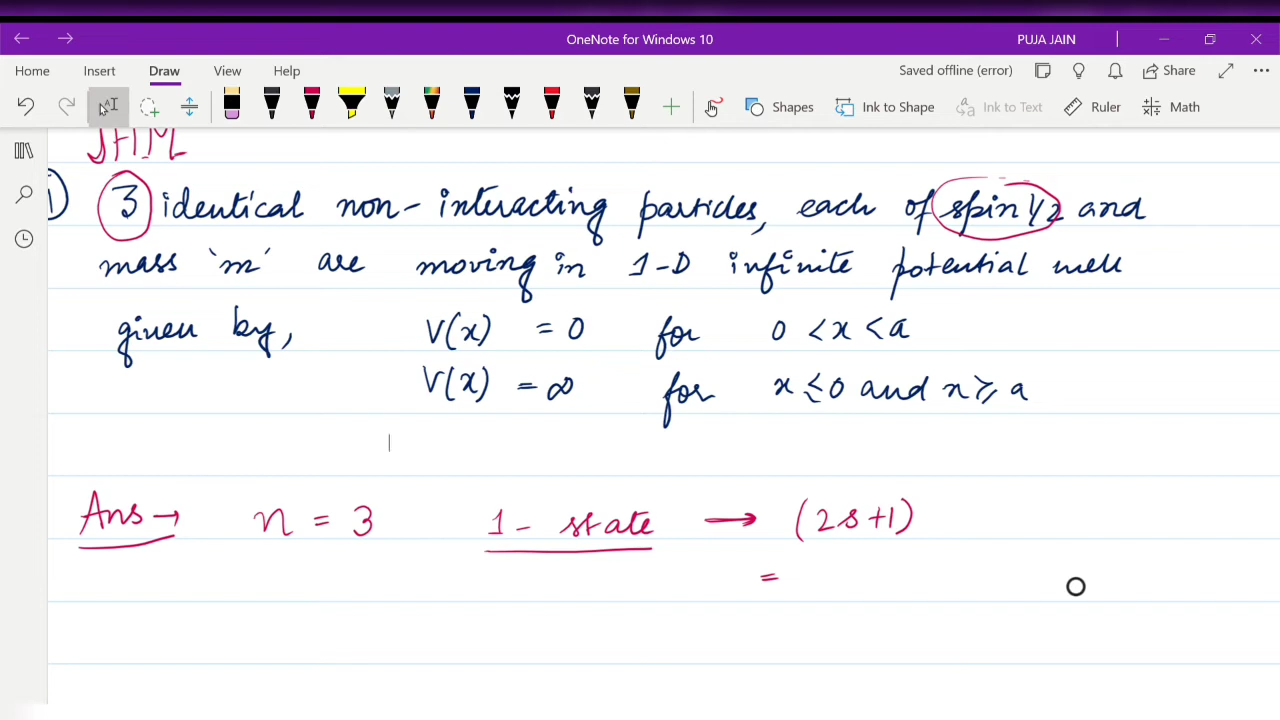 OneNote for Windows 10
PUJA JAIN
Home Insert Draw View Help
Saved offline (error) Share
Shapes Ink to Shape Ink to Text Ruler Math
1) 3 identical non-interacting particles, each of spin 1/2 and
mass 'm' are moving in 1-D infinite potential well
given by, V(x) = 0 for 0 < x < a
V(x) = ∞ for x ≤ 0 and x ≥ a
Ans → n = 3 1 - state → (2s+1)
=